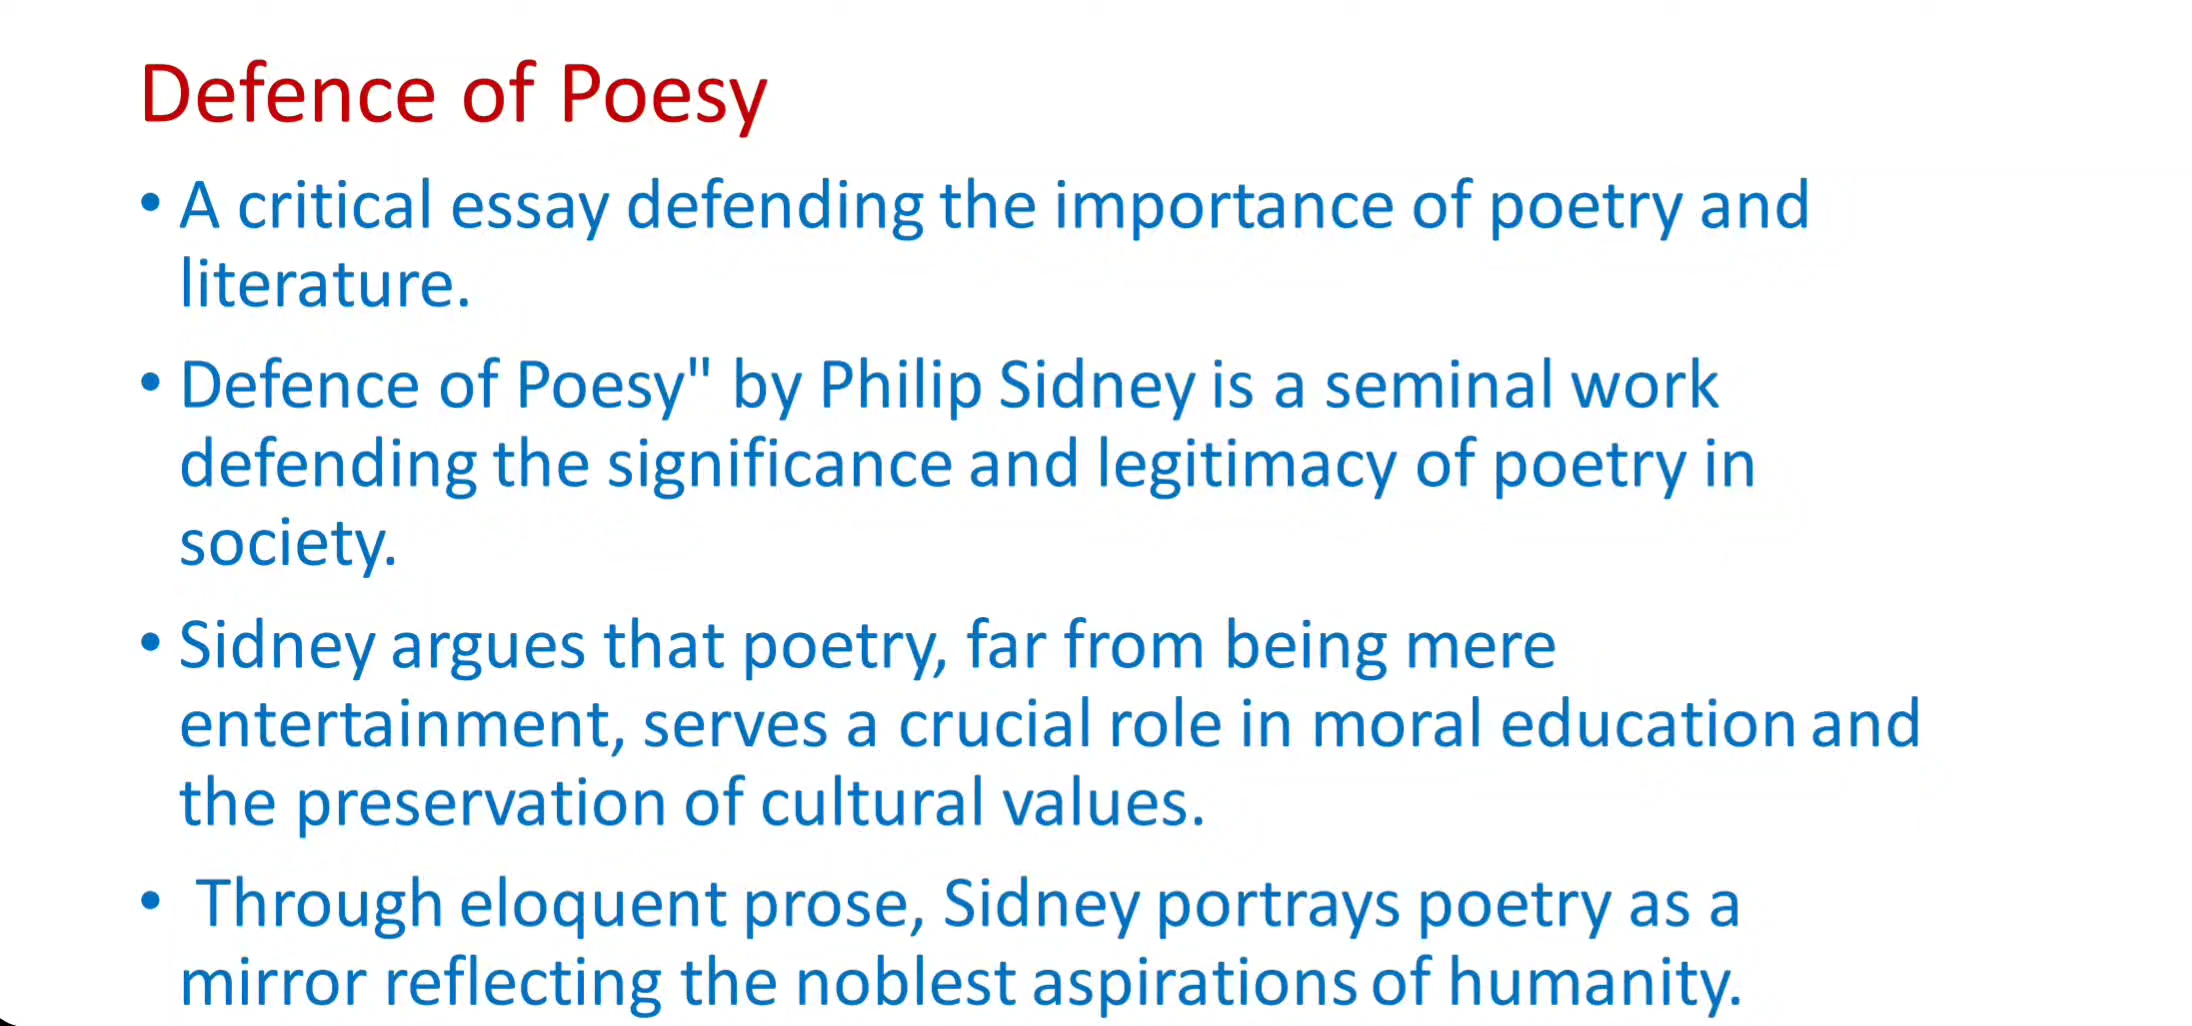 Defence of Poesy
• A critical essay defending the importance of poetry and
literature.
• Defence of Poesy" by Philip Sidney is a seminal work
defending the significance and legitimacy of poetry in
society.
• Sidney argues that poetry, far from being mere
entertainment, serves a crucial role in moral education and
the preservation of cultural values.
• Through eloquent prose, Sidney portrays poetry as a
mirror reflecting the noblest aspirations of humanity.